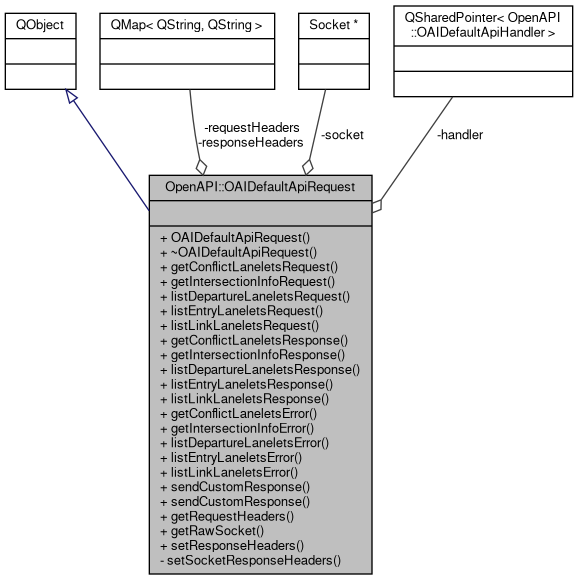 QObject
QMap< QString, QString >
Socket *
QSharedPointer< OpenAPI
::OAIDefaultApiHandler >
-requestHeaders
-responseHeaders
-socket
-handler
OpenAPI::OAIDefaultApiRequest
+ OAIDefaultApiRequest()
+ ~OAIDefaultApiRequest()
+ getConflictLaneletsRequest()
+ getIntersectionInfoRequest()
+ listDepartureLaneletsRequest()
+ listEntryLaneletsRequest()
+ listLinkLaneletsRequest()
+ getConflictLaneletsResponse()
+ getIntersectionInfoResponse()
+ listDepartureLaneletsResponse()
+ listEntryLaneletsResponse()
+ listLinkLaneletsResponse()
+ getConflictLaneletsError()
+ getIntersectionInfoError()
+ listDepartureLaneletsError()
+ listEntryLaneletsError()
+ listLinkLaneletsError()
+ sendCustomResponse()
+ sendCustomResponse()
+ getRequestHeaders()
+ getRawSocket()
+ setResponseHeaders()
- setSocketResponseHeaders()